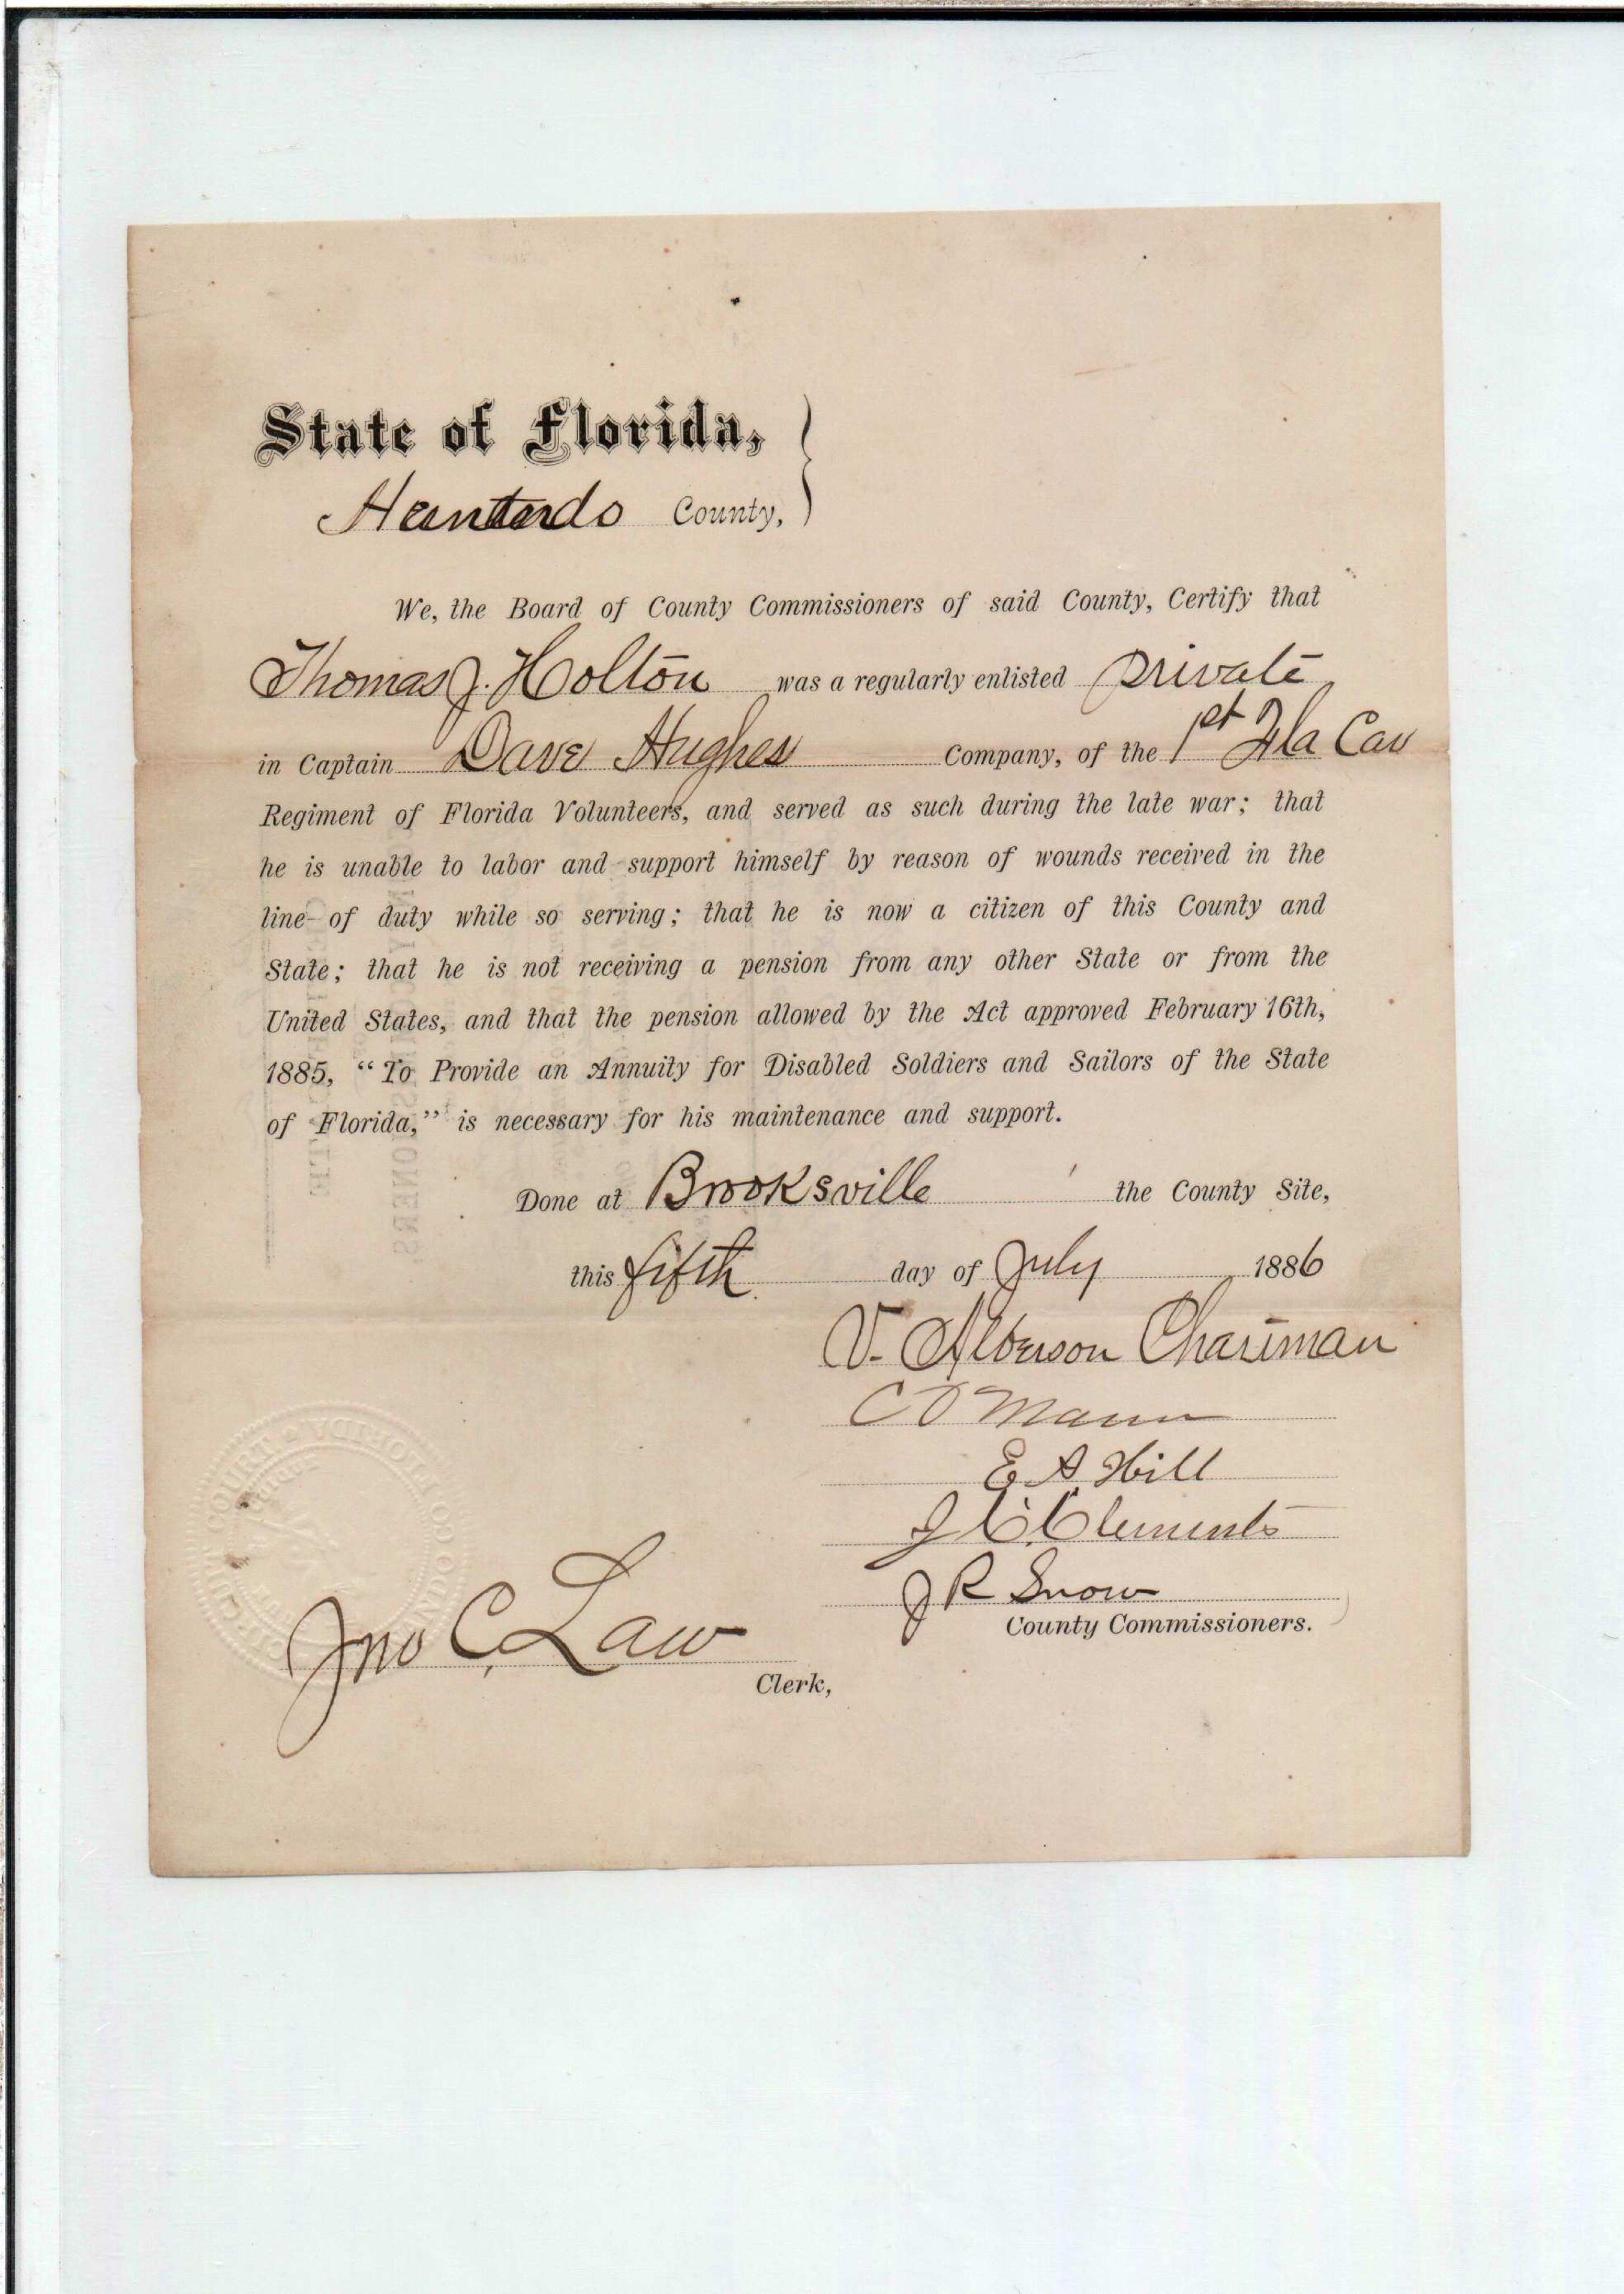 State of Florida,
Hernando County,
We, the Board of County Commissioners of said County, Certify that
Thomas J. Holton was a regularly enlisted private
in Captain Dave Hughes Company, of the 1st Fla Cav
Regiment of Florida Volunteers, and served as such during the late war; that
he is unable to labor and support himself by reason of wounds received in the
line of duty while so serving; that he is now a citizen of this County and
State; that he is not receiving a pension from any other State or from the
United States, and that the pension allowed by the Act approved February 16th,
1885, “To Provide an Annuity for Disabled Soldiers and Sailors of the State
of Florida,” is necessary for his maintenance and support.
Done at Brooksville the County Site,
this fifth day of July 1886
V. Alberson Chairman
C D Mann
E. A. Hill
J. C. Clements
J R Snow
County Commissioners.
Jno C. Law
Clerk,